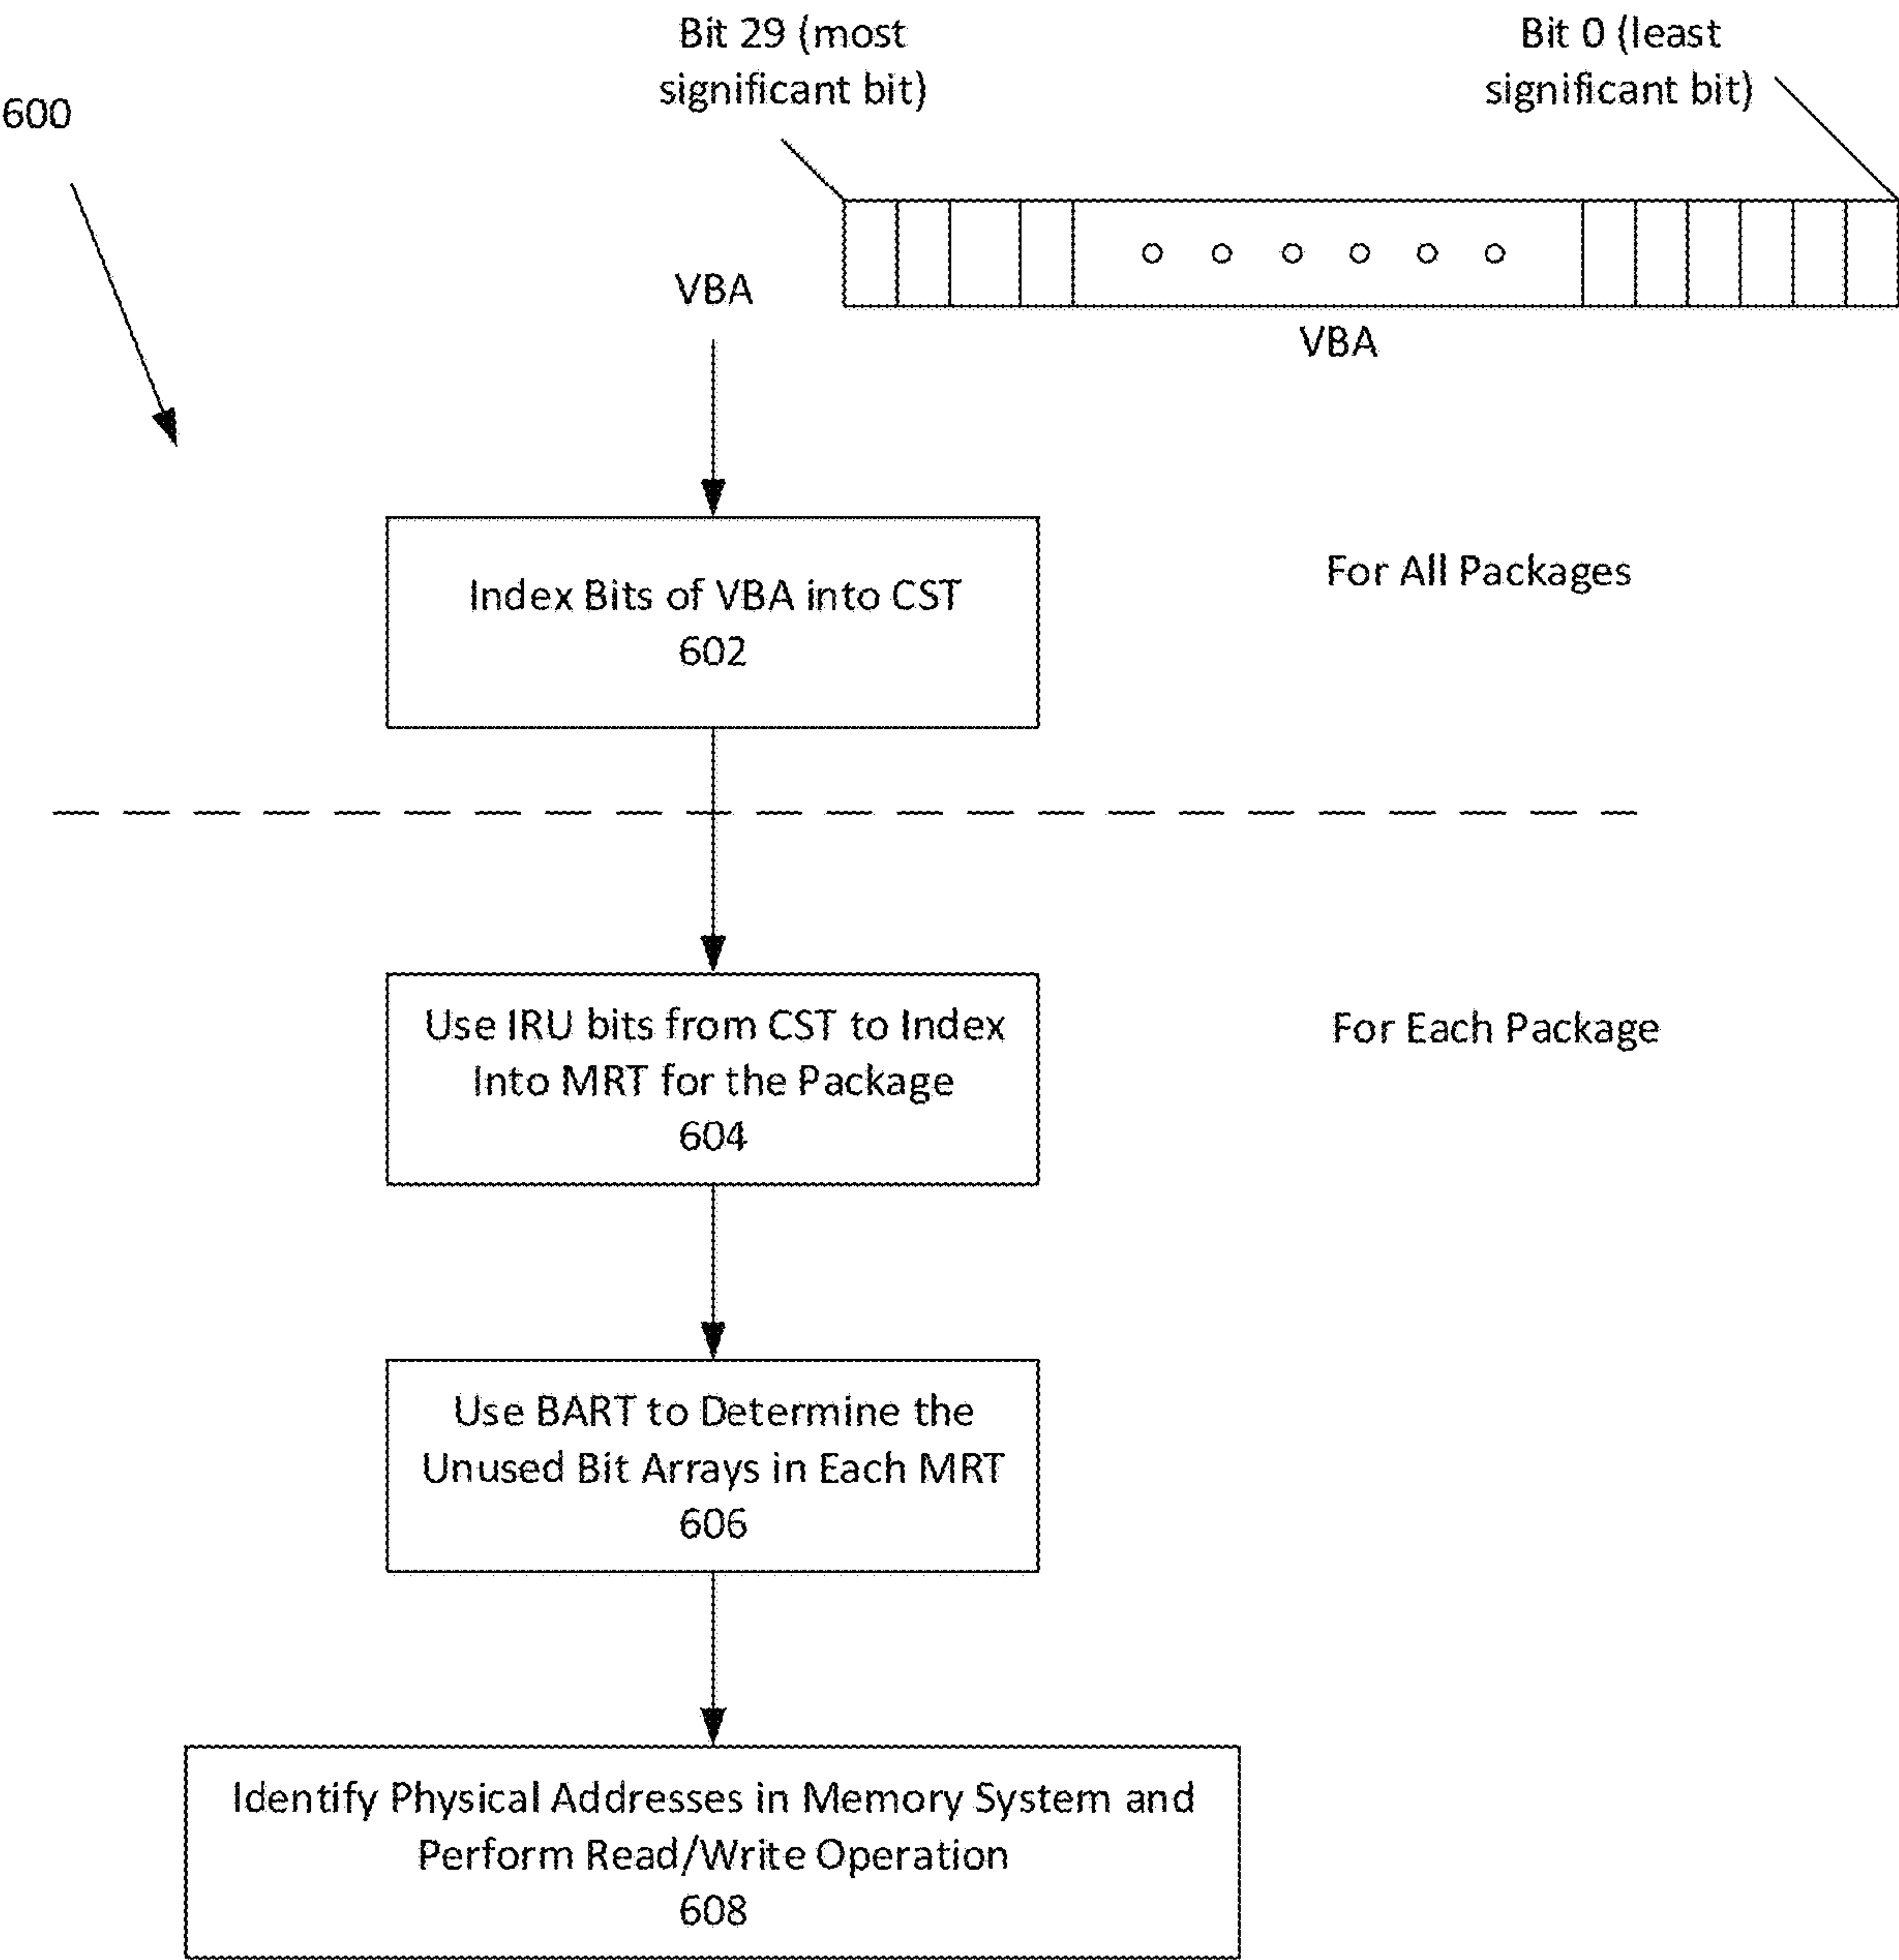 Bit 29 (most
significant bit)
Bit 0 (least
significant bit)
600
VBA
VBA
Index Bits of VBA into CST
602
For All Packages
Use IRU bits from CST to Index
Into MRT for the Package
604
For Each Package
Use BART to Determine the
Unused Bit Arrays in Each MRT
606
Identify Physical Addresses in Memory System and
Perform Read/Write Operation
608